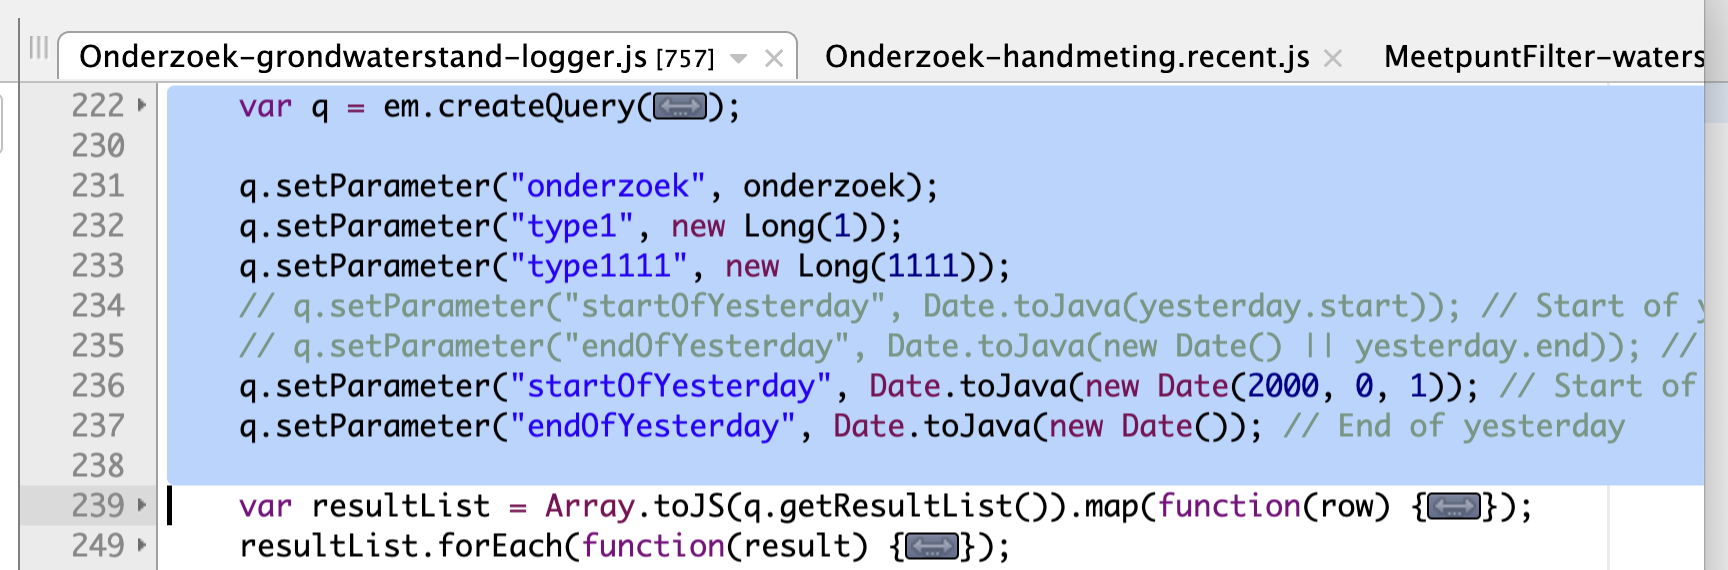 Onderzoek-grondwaterstand-logger.js [757] Onderzoek-handmeting.recent.js MeetpuntFilter-waters
222 var q = em.createQuery(...);
230
231 q.setParameter("onderzoek", onderzoek);
232 q.setParameter("type1", new Long(1));
233 q.setParameter("type1111", new Long(1111));
234 // q.setParameter("startOfYesterday", Date.toJava(yesterday.start)); // Start of
235 // q.setParameter("endOfYesterday", Date.toJava(new Date() || yesterday.end)); //
236 q.setParameter("startOfYesterday", Date.toJava(new Date(2000, 0, 1)); // Start of
237 q.setParameter("endOfYesterday", Date.toJava(new Date()); // End of yesterday
238
239 var resultList = Array.toJS(q.getResultList()).map(function(row) {...});
249 resultList.forEach(function(result) {...});